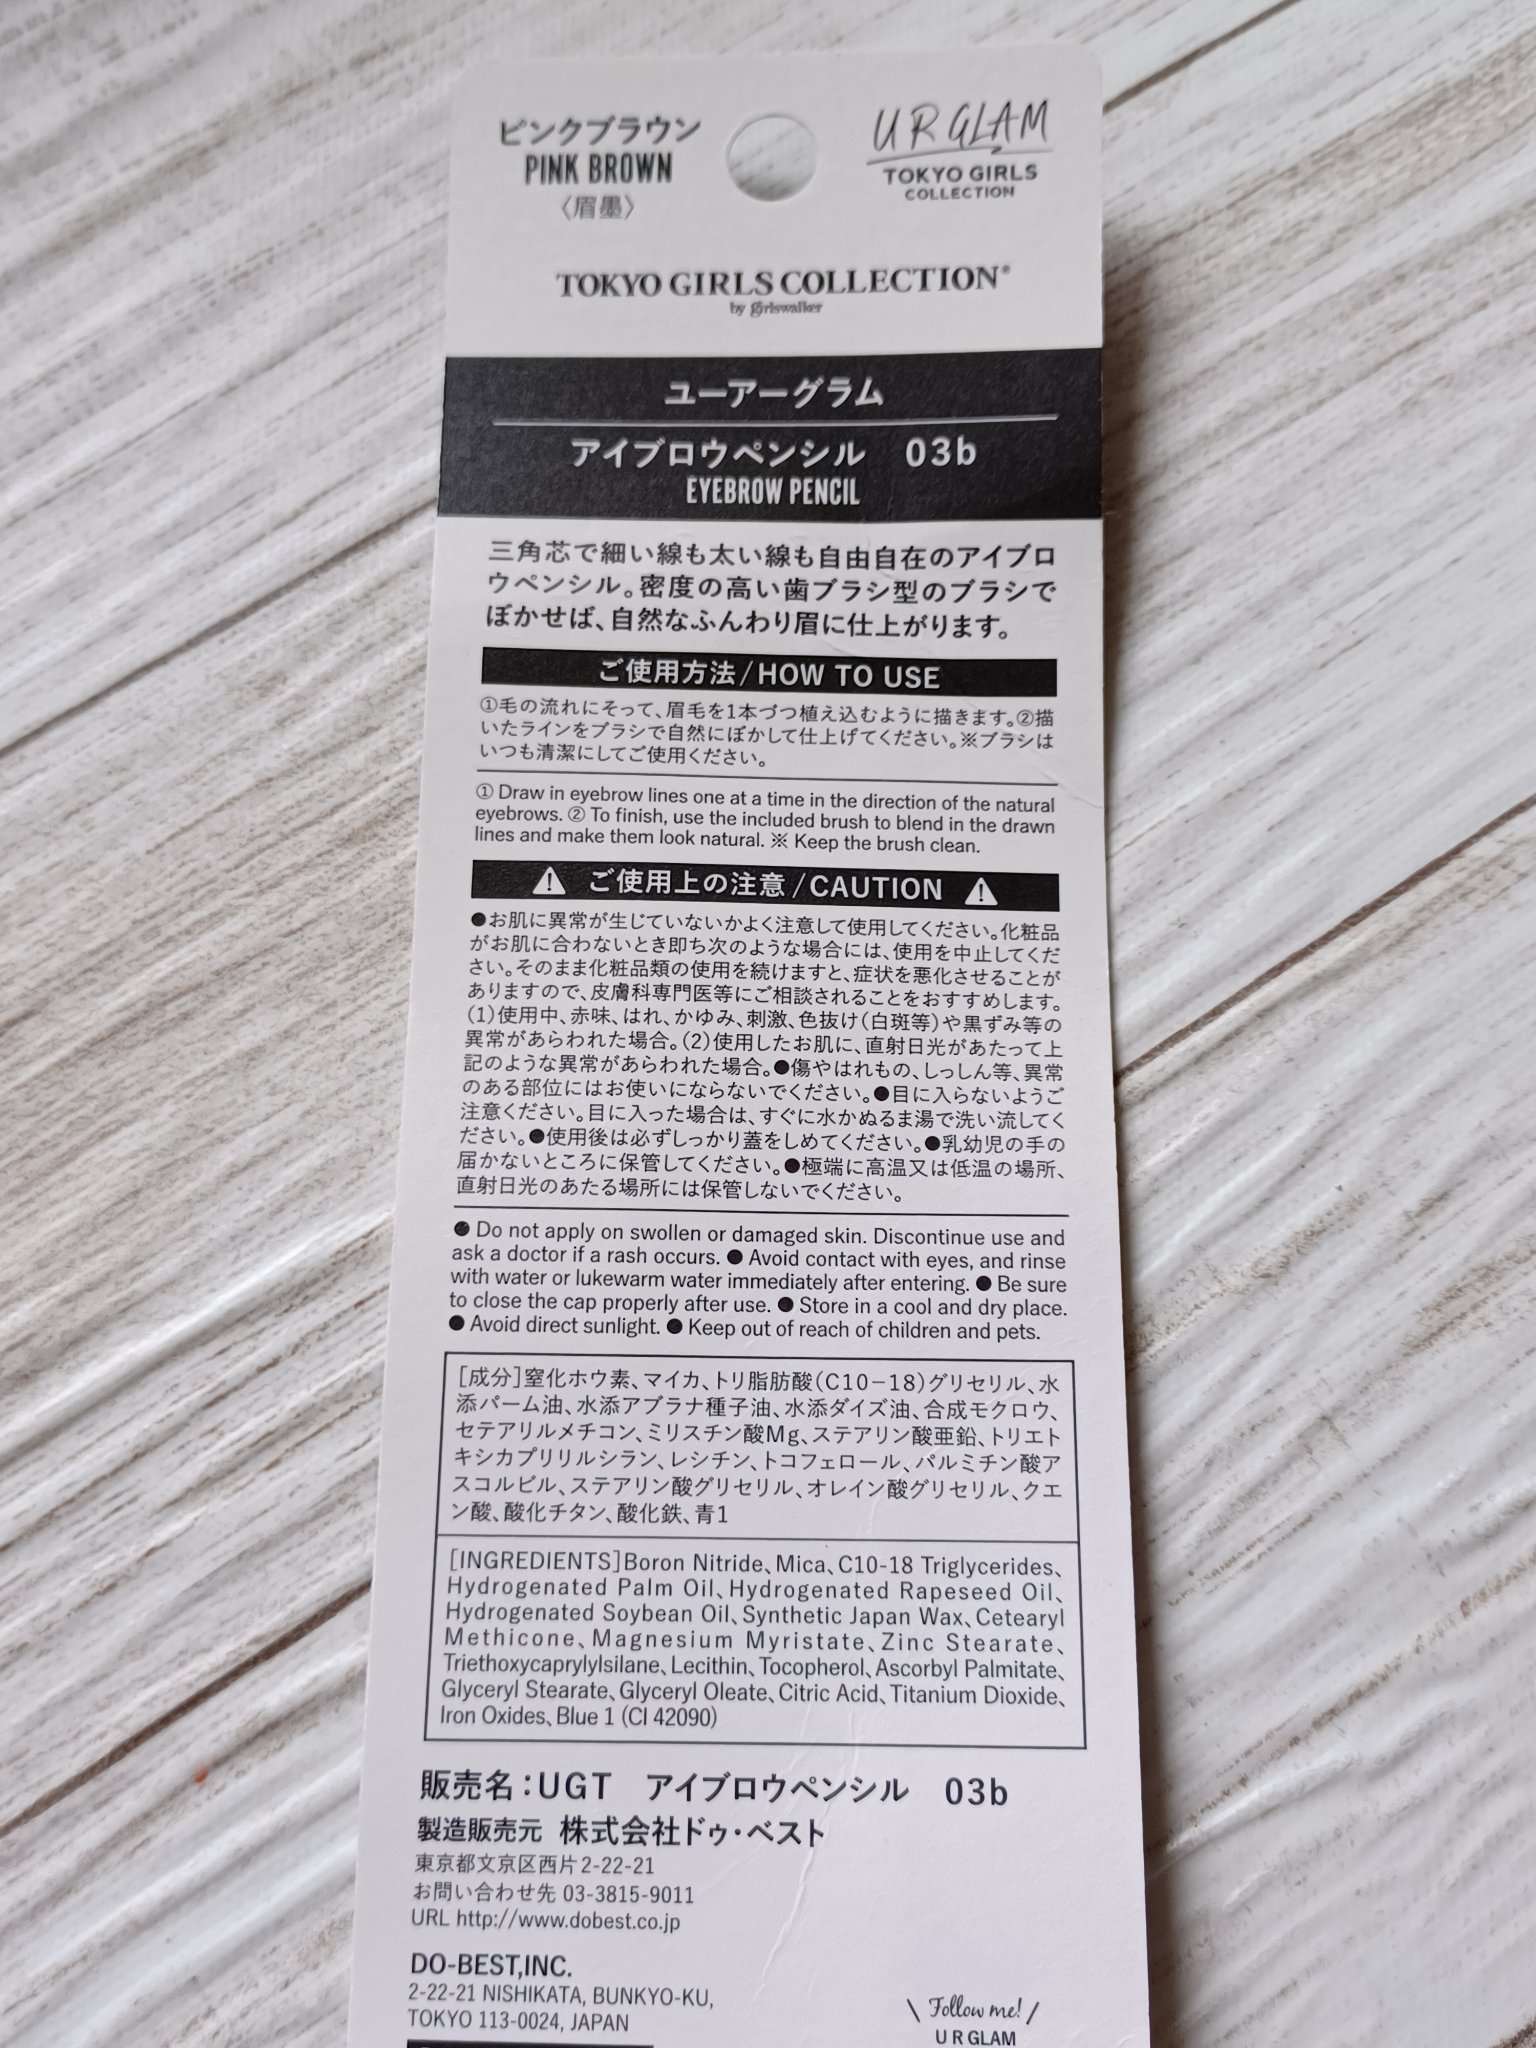 ピンクブラウン
PINK BROWN
〈眉墨〉
U R GLAM
TOKYO GIRLS
COLLECTION
TOKYO GIRLS COLLECTION®
by girlswalker
ユーアーグラム
アイブロウペンシル 03b
EYEBROW PENCIL
三角芯で細い線も太い線も自由自在のアイブロ
ウペンシル。密度の高い歯ブラシ型のブラシで
ぼかせば、自然なふんわり眉に仕上がります。
ご使用方法/HOW TO USE
①毛の流れにそって、眉毛を1本づつ植え込むように描きます。②描
いたラインをブラシで自然にぼかして仕上げてください。※ブラシは
いつも清潔にしてご使用ください。
① Draw in eyebrow lines one at a time in the direction of the natural
eyebrows. ② To finish, use the included brush to blend in the drawn
lines and make them look natural. ※ Keep the brush clean.
ご使用上の注意/CAUTION
●お肌に異常が生じていないかよく注意して使用してください。化粧品
がお肌に合わないとき即ち次のような場合には、使用を中止してくだ
さい。そのまま化粧品類の使用を続けますと、症状を悪化させることが
ありますので、皮膚科専門医等にご相談されることをおすすめします。
(1)使用中、赤味、はれ、かゆみ、刺激、色抜け(白斑等)や黒ずみ等の
異常があらわれた場合。(2)使用したお肌に、直射日光があたって上
記のような異常があらわれた場合。●傷やはれもの、しっしん等、異常
のある部位にはお使いにならないでください。●目に入らないようご
注意ください。目に入った場合は、すぐに水かぬるま湯で洗い流してく
ださい。●使用後は必ずしっかり蓋をしめてください。●乳幼児の手の
届かないところに保管してください。●極端に高温又は低温の場所、
直射日光のあたる場所には保管しないでください。
● Do not apply on swollen or damaged skin. Discontinue use and
ask a doctor if a rash occurs. ● Avoid contact with eyes, and rinse
with water or lukewarm water immediately after entering. ● Be sure
to close the cap properly after use. ● Store in a cool and dry place.
● Avoid direct sunlight. ● Keep out of reach of children and pets.
[成分]窒化ホウ素、マイカ、トリ脂肪酸(C10-18)グリセリル、水
添パーム油、水添アブラナ種子油、水添ダイズ油、合成モクロウ、
セテアリルメチコン、ミリスチン酸Mg、ステアリン酸亜鉛、トリエト
キシカプリリルシラン、レシチン、トコフェロール、パルミチン酸ア
スコルビル、ステアリン酸グリセリル、オレイン酸グリセリル、クエ
ン酸、酸化チタン、酸化鉄、青1
[INGREDIENTS]Boron Nitride、Mica、C10-18 Triglycerides、
Hydrogenated Palm Oil、Hydrogenated Rapeseed Oil、
Hydrogenated Soybean Oil、Synthetic Japan Wax、Cetearyl
Methicone、Magnesium Myristate、Zinc Stearate、
Triethoxycaprylylsilane、Lecithin、Tocopherol、Ascorbyl Palmitate、
Glyceryl Stearate、Glyceryl Oleate、Citric Acid、Titanium Dioxide、
Iron Oxides、Blue 1 (CI 42090)
販売名：UGT アイブロウペンシル 03b
製造販売元 株式会社ドゥ・ベスト
東京都文京区西片2-22-21
お問い合わせ先 03-3815-9011
URL http://www.dobest.co.jp
DO-BEST,INC.
2-22-21 NISHIKATA, BUNKYO-KU,
TOKYO 113-0024, JAPAN
\ Follow me! /
U R GLAM